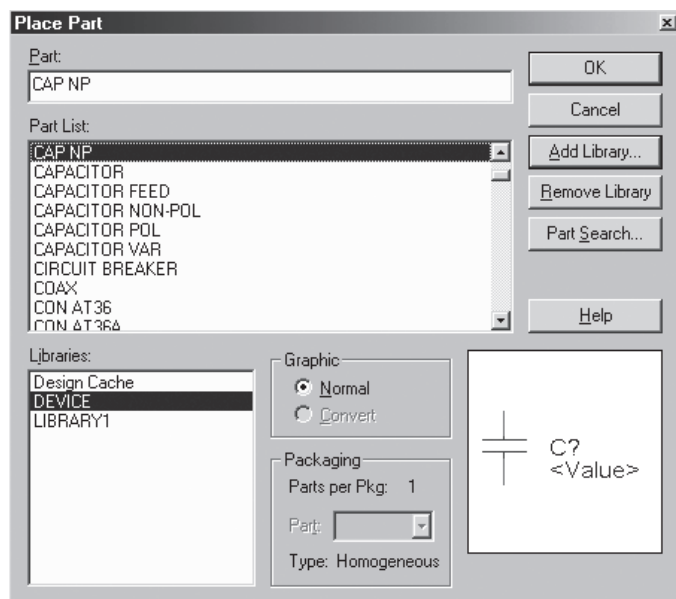 Place Part
Part:
CAP NP
Part List:
CAP NP
CAPACITOR
CAPACITOR FEED
CAPACITOR NON-POL
CAPACITOR POL
CAPACITOR VAR
CIRCUIT BREAKER
COAX
CON AT36
CON AT36A
OK
Cancel
Add Library...
Remove Library
Part Search...
Help
Libraries:
Design Cache
DEVICE
LIBRARY1
Graphic
Normal
Convert
Packaging
Parts per Pkg: 1
Part:
Type: Homogeneous
C?
<Value>